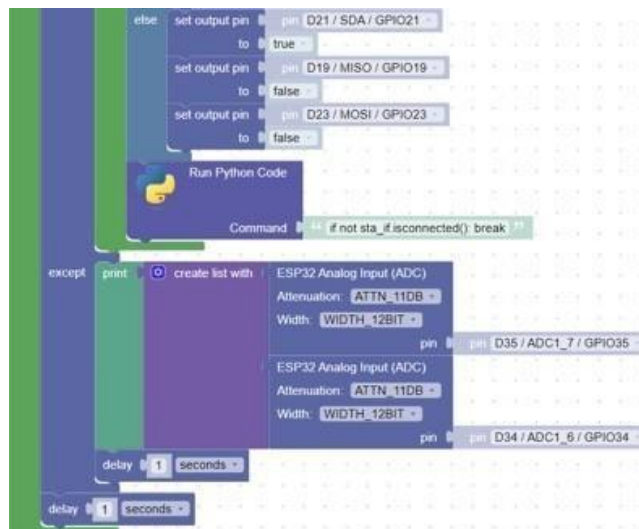 else set output pin pin D21 / SDA / GPIO21
to true
set output pin pin D19 / MISO / GPIO19
to false
set output pin pin D23 / MOSI / GPIO23
to false
Run Python Code
Command “ if not sta_if.isconnected(): break ”
except print create list with ESP32 Analog Input (ADC)
Attenuation: ATTN_11DB
Width: WIDTH_12BIT
pin pin D35 / ADC1_7 / GPIO35
ESP32 Analog Input (ADC)
Attenuation: ATTN_11DB
Width: WIDTH_12BIT
pin pin D34 / ADC1_6 / GPIO34
delay 1 seconds
delay 1 seconds